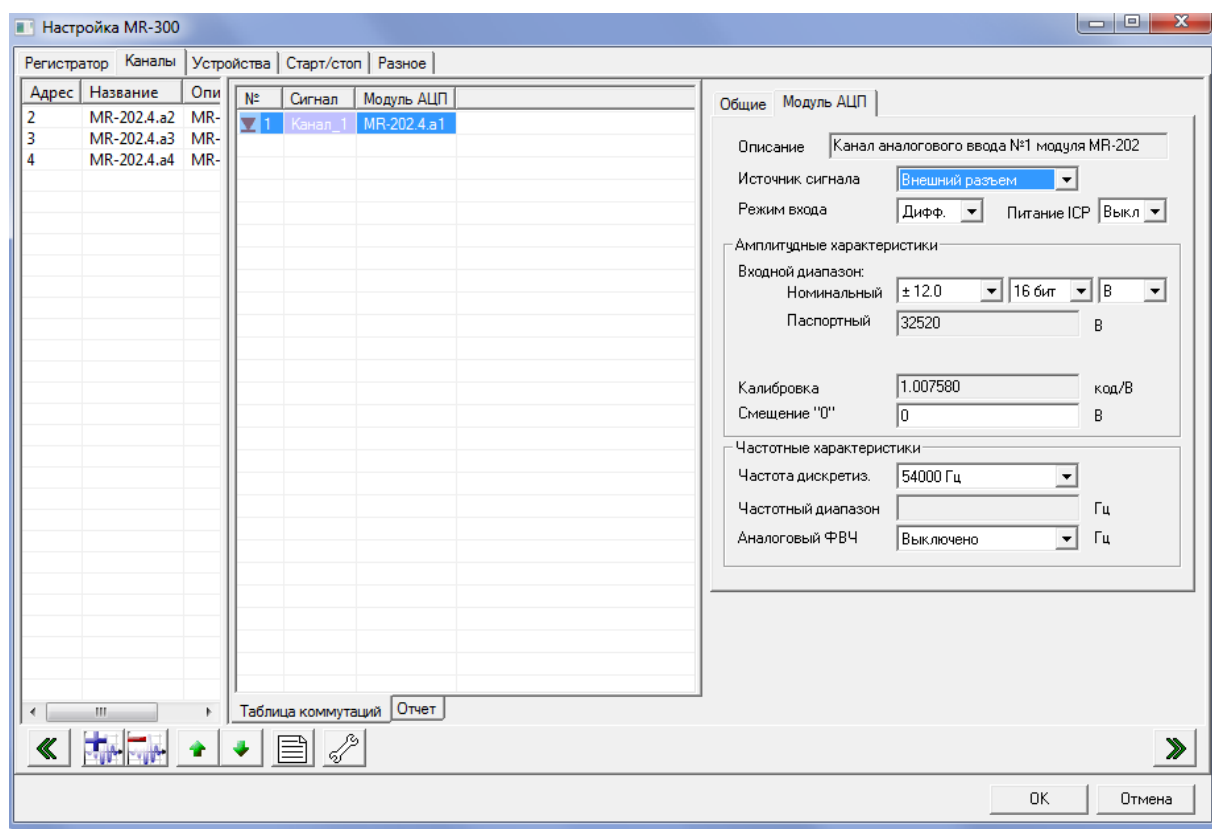 Настройка MR-300
Регистратор Каналы Устройства Старт/стоп Разное
Адрес Название Опи
2 MR-202.4.a2 MR-
3 MR-202.4.a3 MR-
4 MR-202.4.a4 MR-
№ Сигнал Модуль АЦП
1 Канал_1 MR-202.4.a1
Таблица коммутаций Отчет
Общие Модуль АЦП
Описание Канал аналогового ввода №1 модуля MR-202
Источник сигнала Внешний разъем
Режим входа Дифф. Питание ICP Выкл
Амплитудные характеристики
Входной диапазон:
Номинальный ± 12.0 16 бит В
Паспортный 32520 В
Калибровка 1.007580 код/В
Смещение "0" 0 В
Частотные характеристики
Частота дискретиз. 54000 Гц
Частотный диапазон Гц
Аналоговый ФВЧ Выключено Гц
OK Отмена